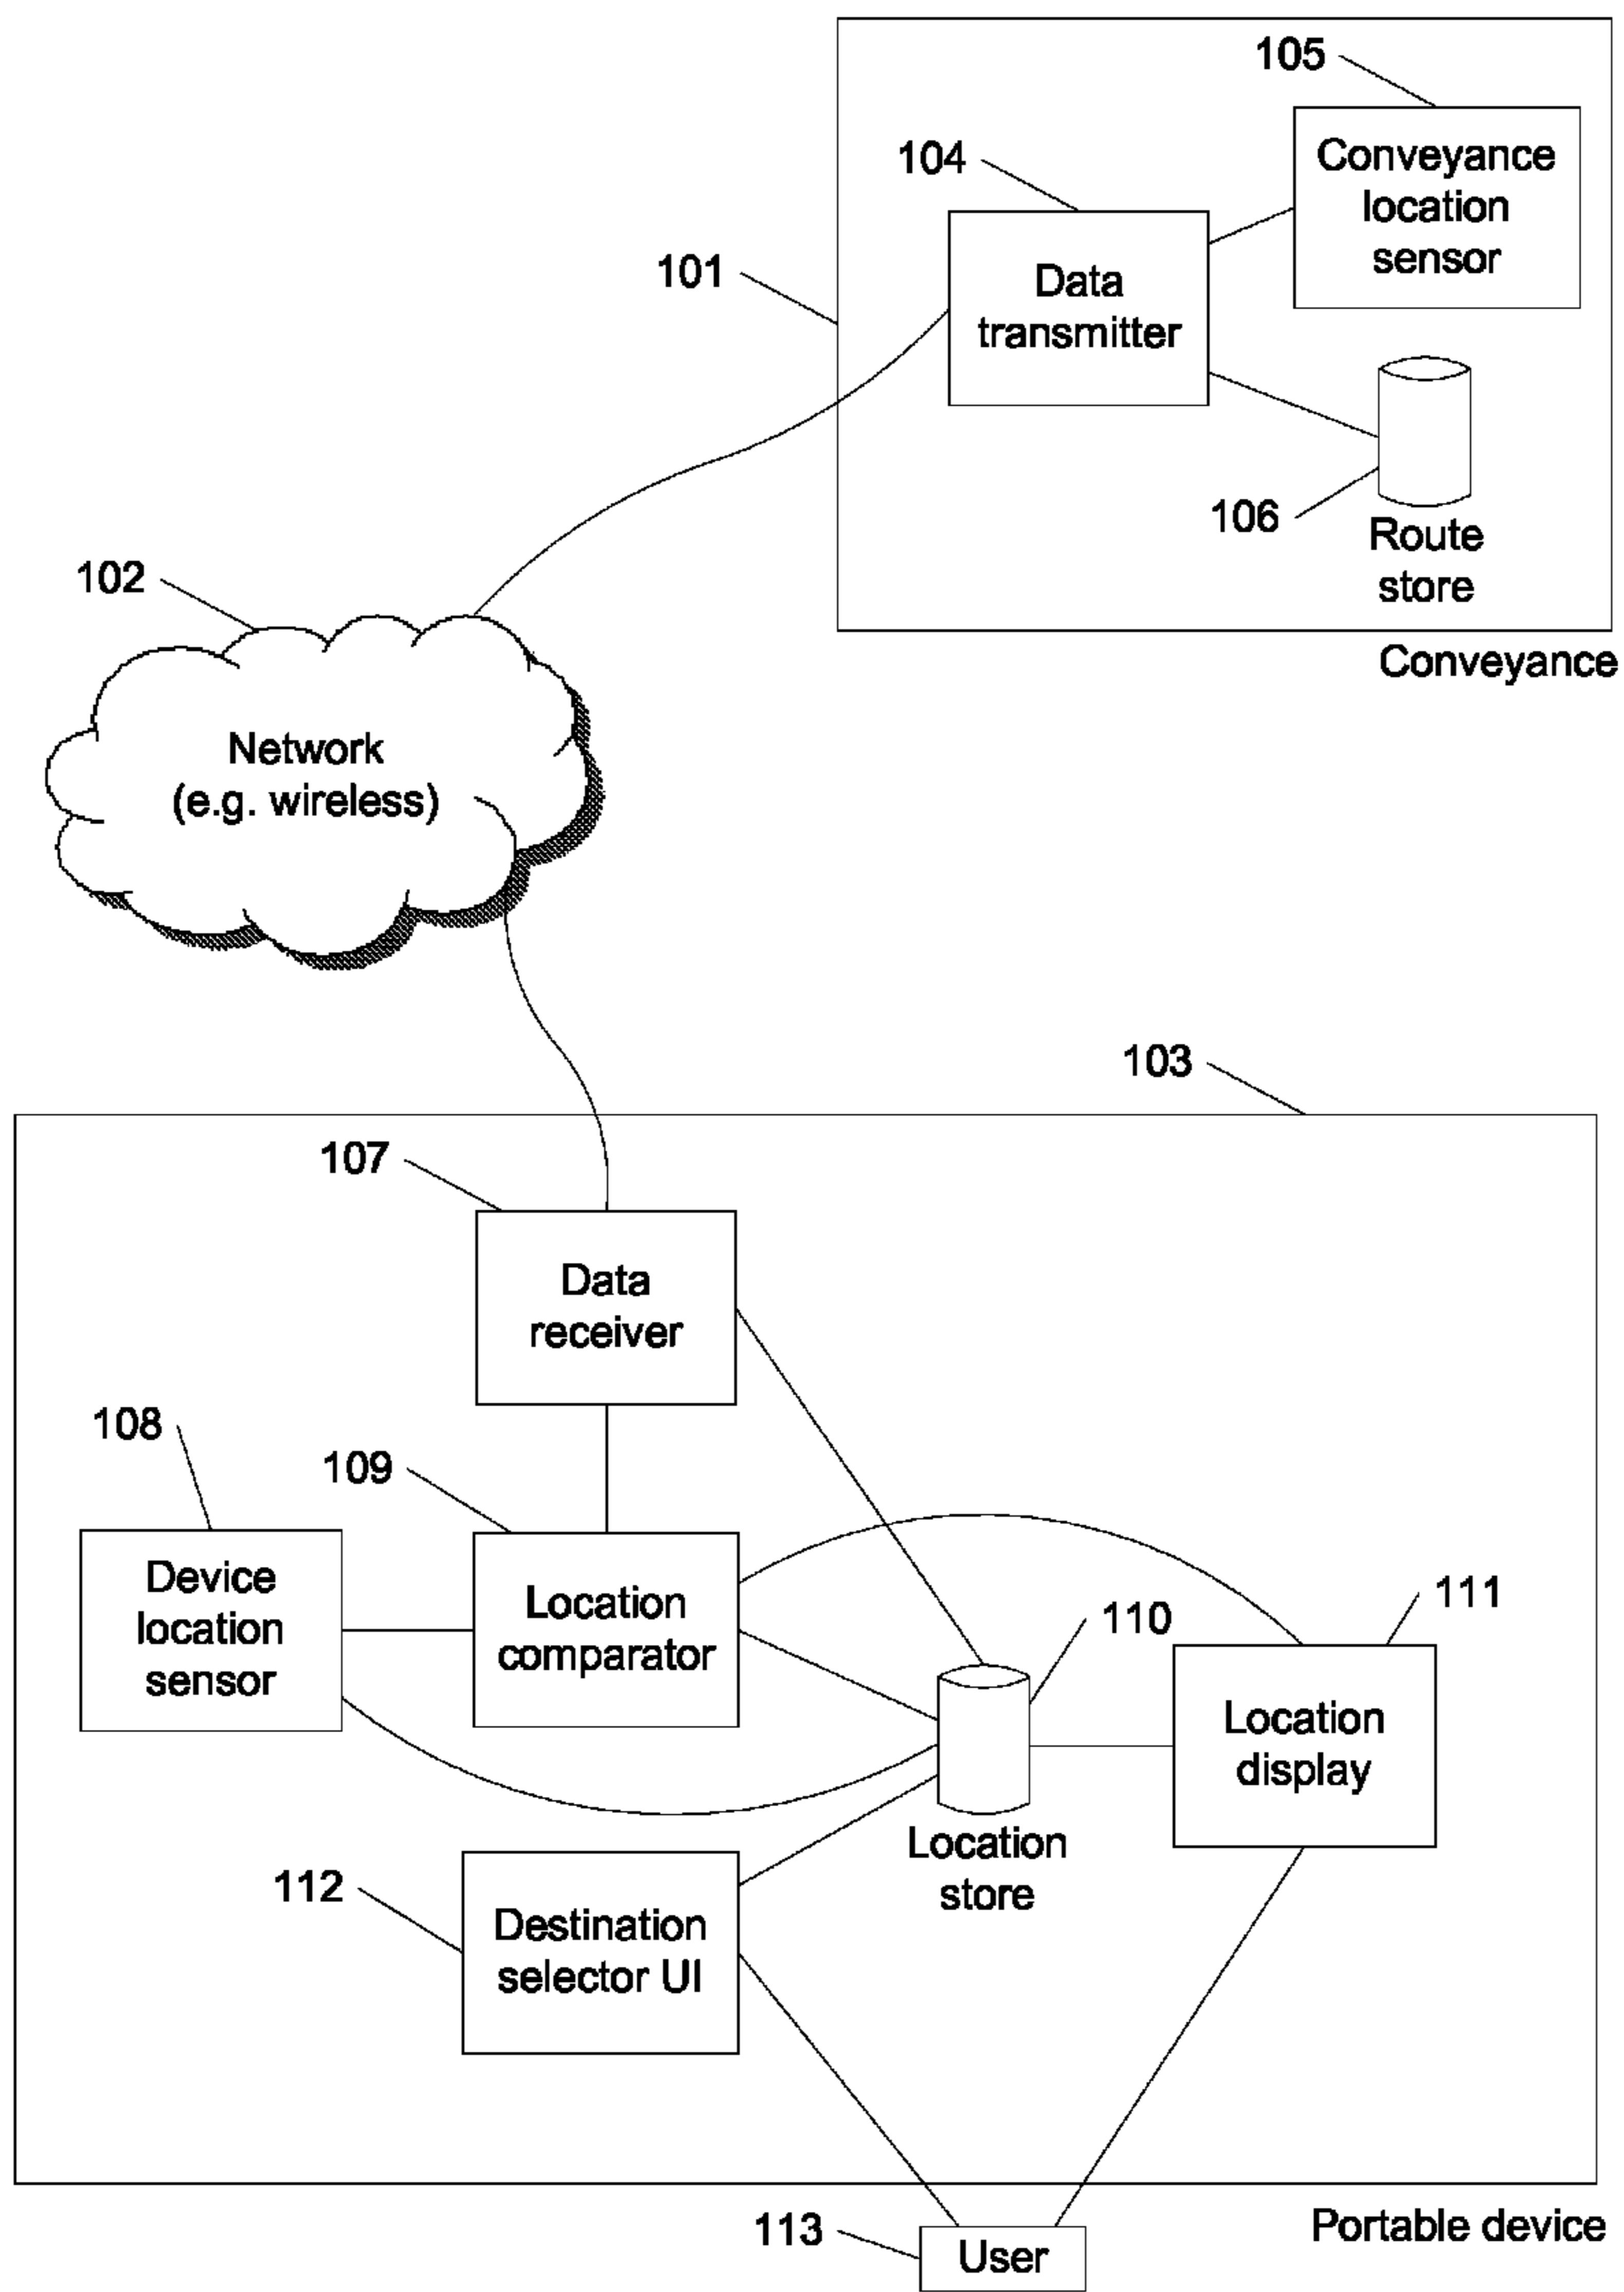 105
104
Conveyance
location
sensor
101
Data
transmitter
106
Route
store
102
Conveyance
Network
(e.g. wireless)
103
107
Data
receiver
108
109
Device
location
sensor
Location
comparator
110
111
Location
display
Location
store
112
Destination
selector UI
113
User
Portable device